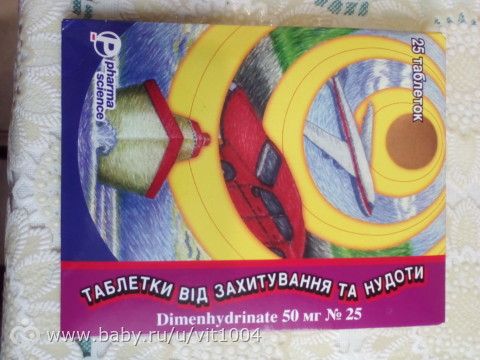 pharma
science
25 таблеток
ТАБЛЕТКИ ВІД ЗАХИТУВАННЯ ТА НУДОТИ
Dimenhydrinate 50 мг № 25
www.baby.ru/u/vit1004